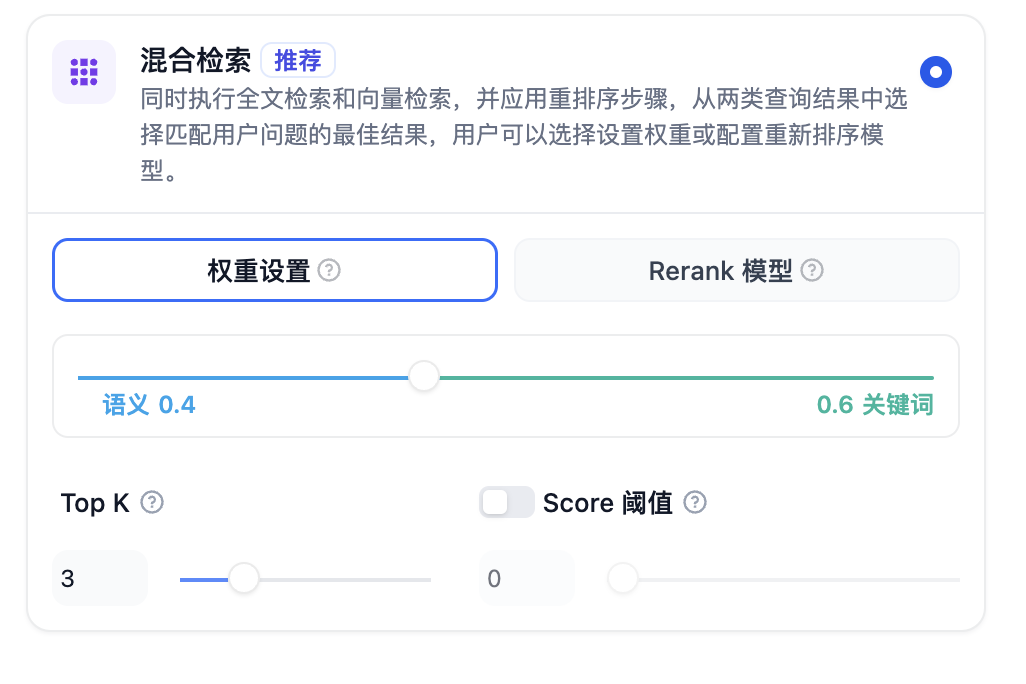 混合检索 推荐
同时执行全文检索和向量检索，并应用重排序步骤，从两类查询结果中选
择匹配用户问题的最佳结果，用户可以选择设置权重或配置重新排序模
型。
权重设置 ?
Rerank 模型 ?
语义 0.4
0.6 关键词
Top K ?
Score 阈值 ?
3
0